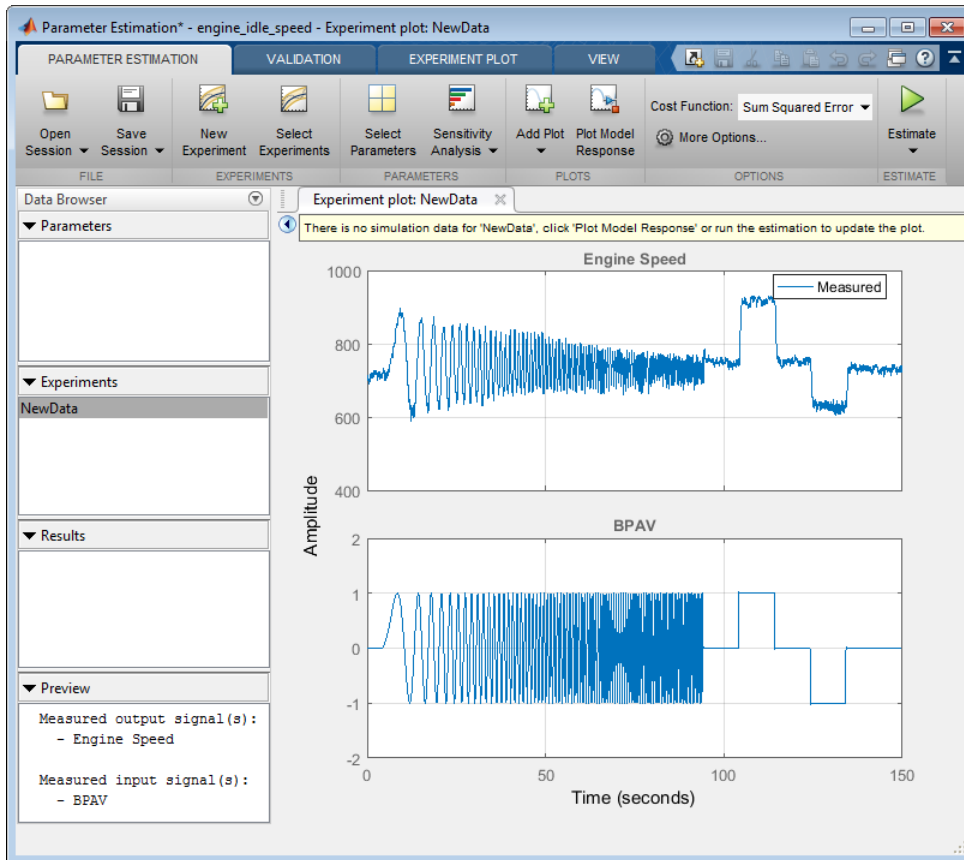 Parameter Estimation* - engine_idle_speed - Experiment plot: NewData
PARAMETER ESTIMATION VALIDATION EXPERIMENT PLOT VIEW
Open Session
Save Session
New Experiment
Select Experiments
Select Parameters
Sensitivity Analysis
Add Plot
Plot Model Response
Cost Function: Sum Squared Error
More Options...
Estimate
FILE EXPERIMENTS PARAMETERS PLOTS OPTIONS ESTIMATE
Data Browser
Parameters
Experiments
NewData
Results
Preview
Measured output signal(s):
- Engine Speed
Measured input signal(s):
- BPAV
Experiment plot: NewData
There is no simulation data for 'NewData', click 'Plot Model Response' or run the estimation to update the plot.
Engine Speed
Measured
1000
800
600
400
Amplitude
BPAV
2
1
0
-1
-2
0 50 100 150
Time (seconds)